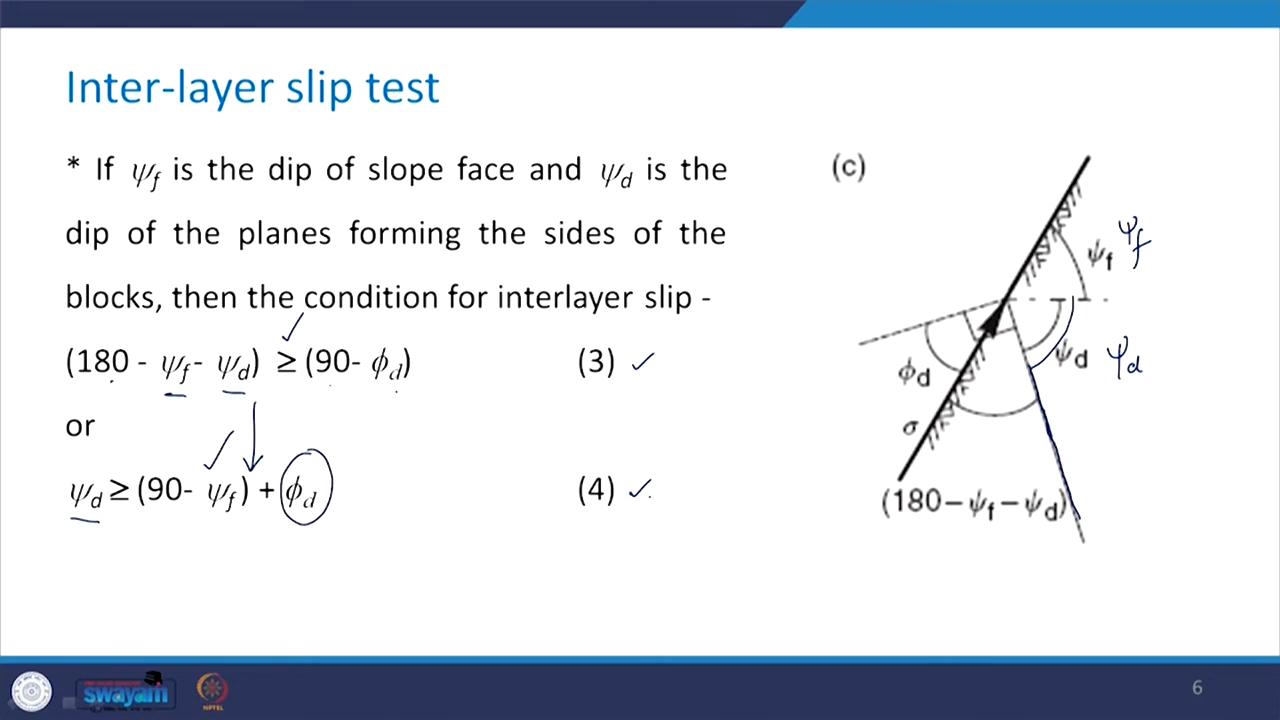 Inter-layer slip test
* If ψf is the dip of slope face and ψd is the
dip of the planes forming the sides of the
blocks, then the condition for interlayer slip -
(180 - ψf - ψd) ≥ (90- ϕd) (3) ✓
or
ψd ≥ (90- ψf) + ϕd (4) ✓
(c)
ψf ψf
ψd ψd
ϕd
σ
(180−ψf−ψd)
swayam
NPTEL
6